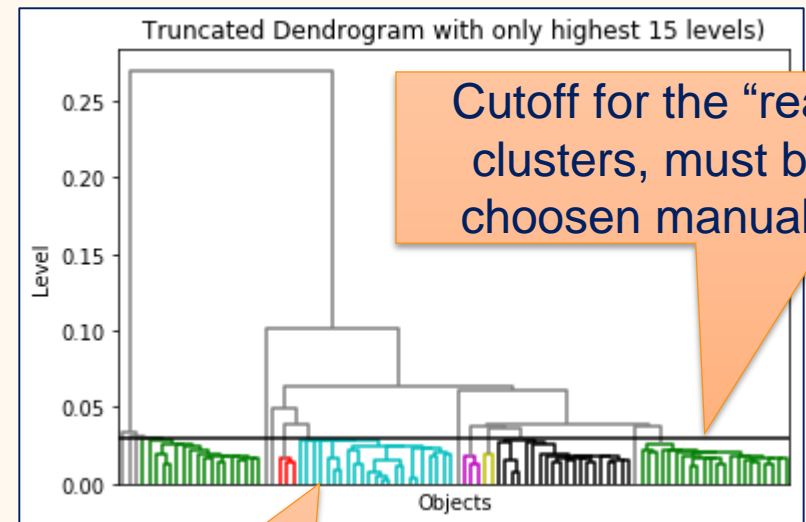 Truncated Dendrogram with only highest 15 levels)
Cutoff for the “rea
clusters, must b
choosen manual
0.25
0.20
0.15
0.10
0.05
0.00
Level
Objects